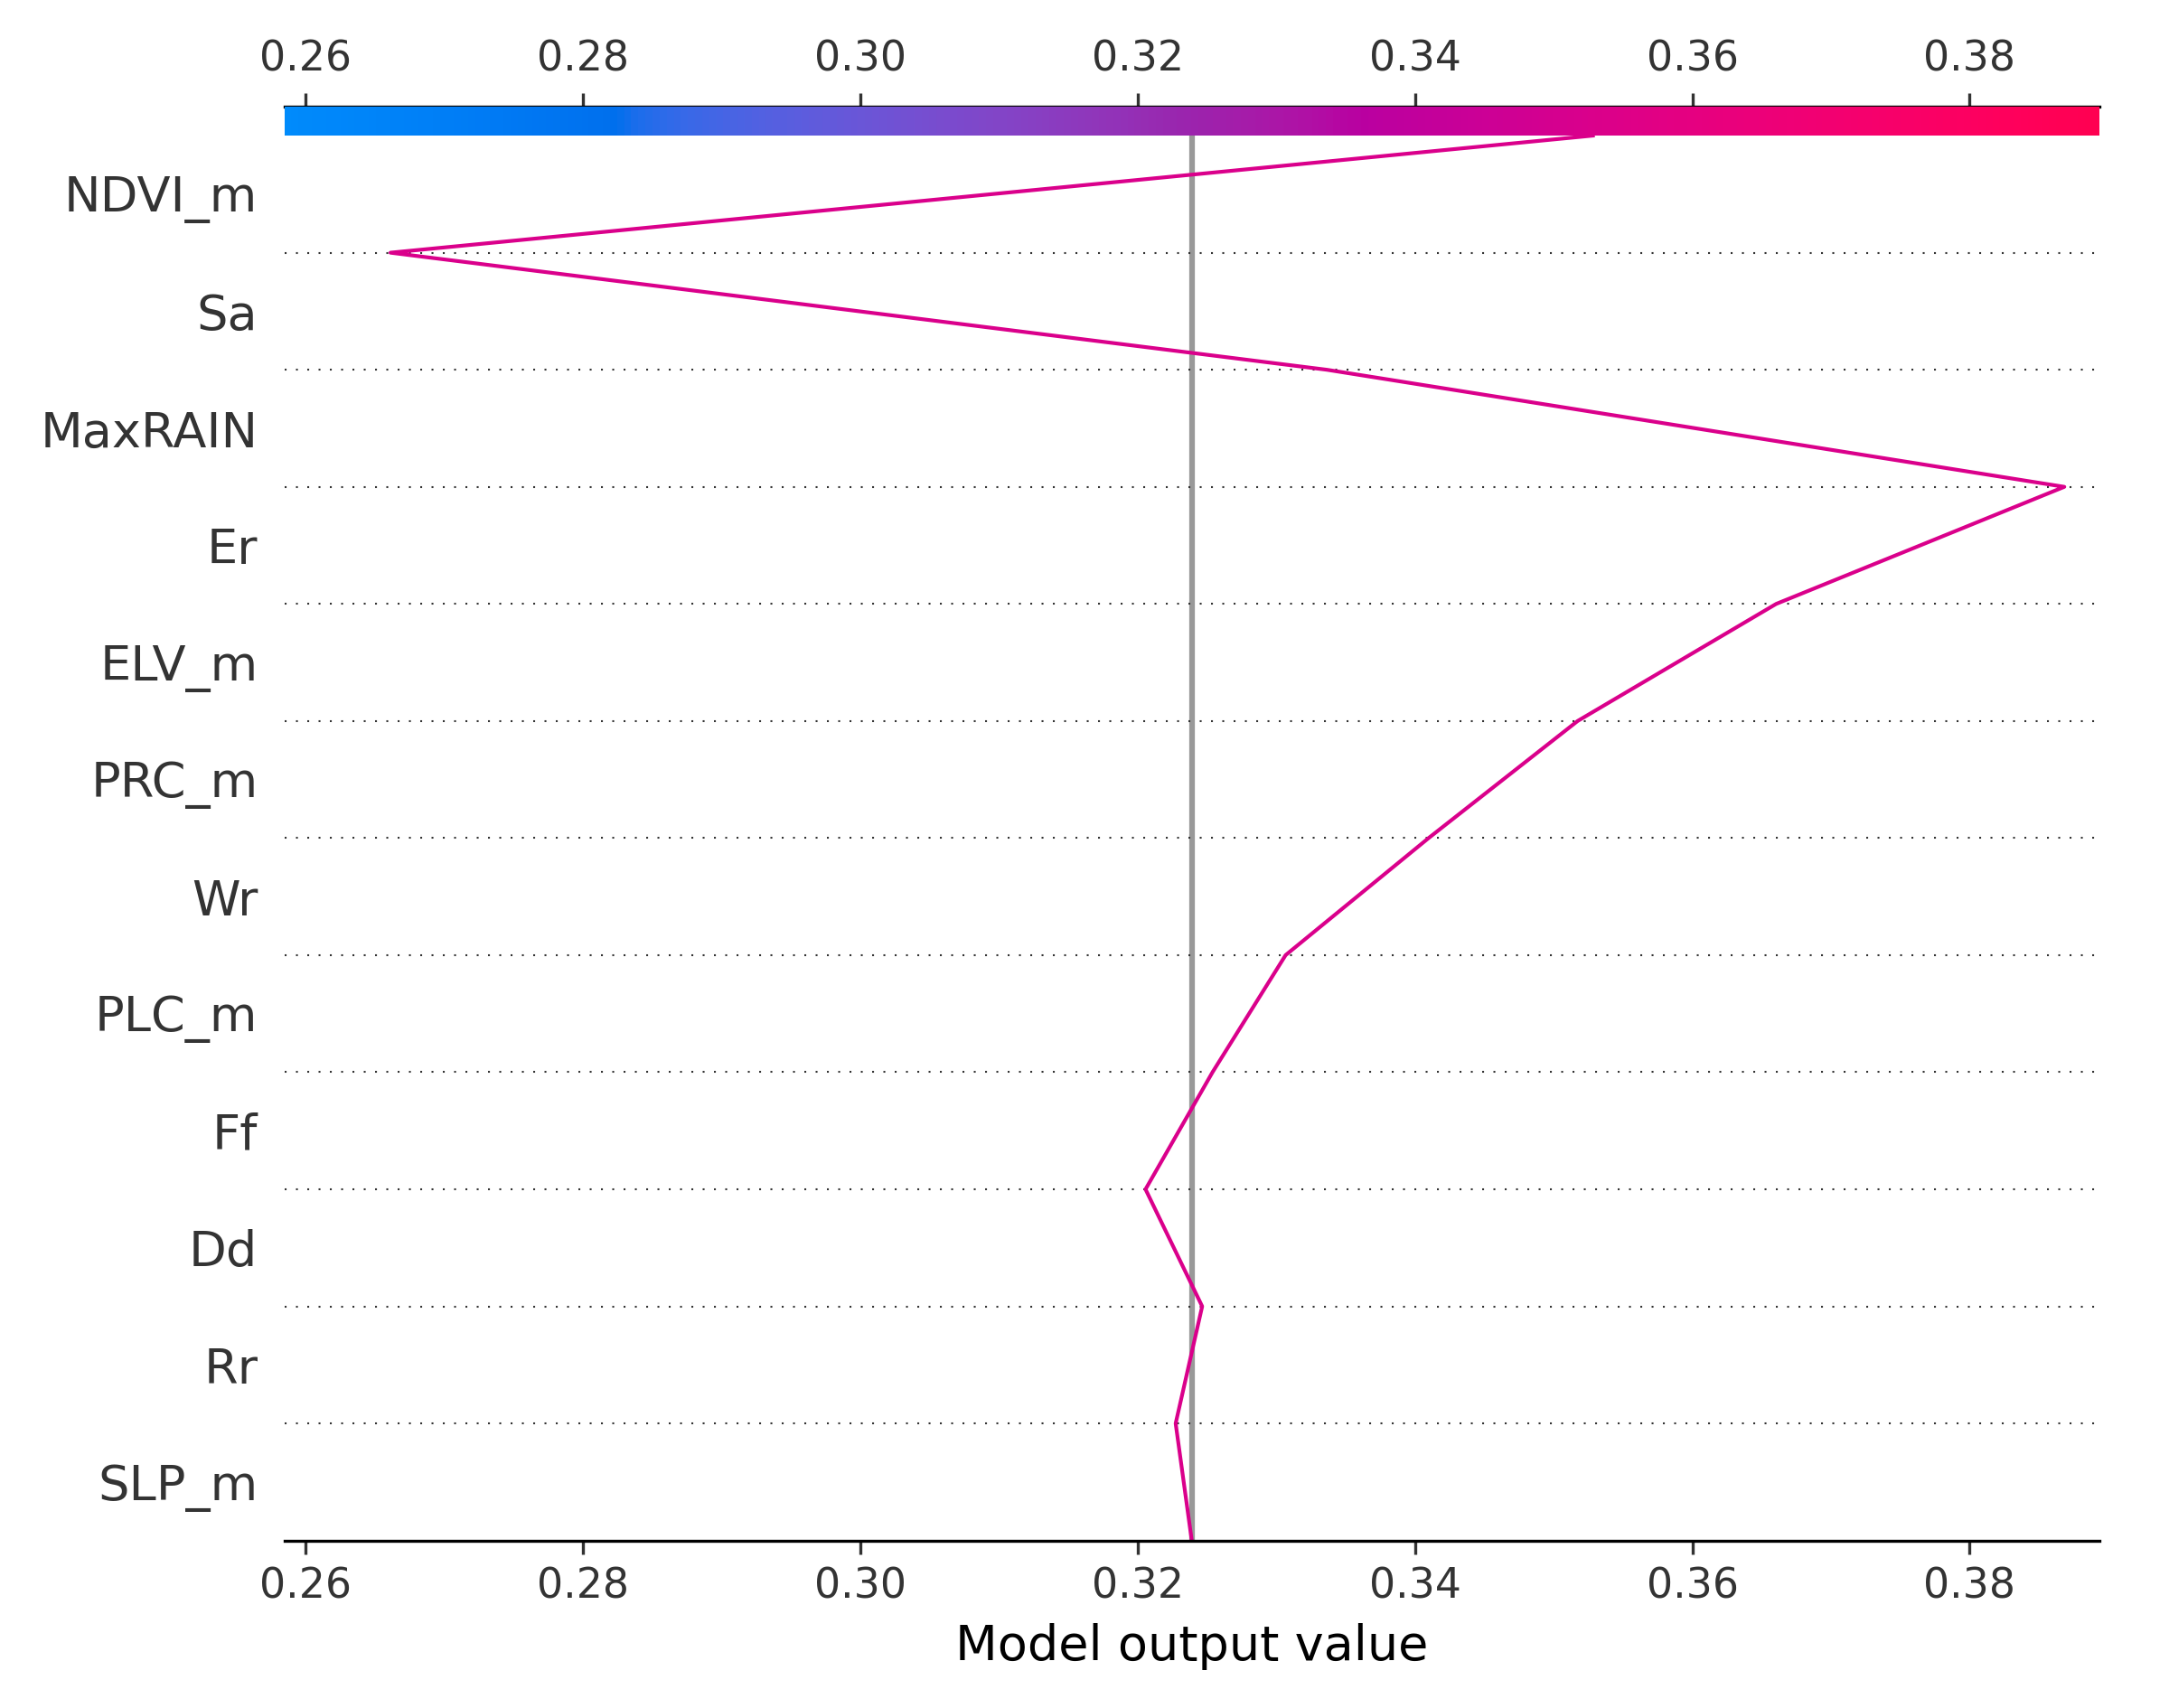 0.26 0.28 0.30 0.32 0.34 0.36 0.38
NDVI_m
Sa
MaxRAIN
Er
ELV_m
PRC_m
Wr
PLC_m
Ff
Dd
Rr
SLP_m
0.26 0.28 0.30 0.32 0.34 0.36 0.38
Model output value